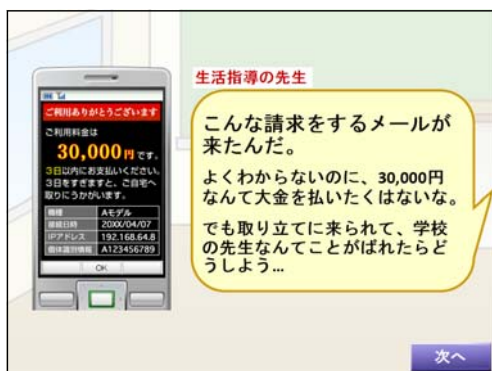 生活指導の先生
ご利用ありがとうございます
ご利用料金は
30,000円です。
3日以内にお支払いください。
3日をすぎますと、ご自宅へ
取りにうかがいます。
機種 Aモデル
接続日時 20XX/04/07
IPアドレス 192.168.64.8
個体識別情報 A123456789
OK
こんな請求をするメールが
来たんだ。
よくわからないのに、30,000円
なんて大金を払いたくはないな。
でも取り立てに来られて、学校
の先生なんてことがばれたらど
うしよう…
次へ